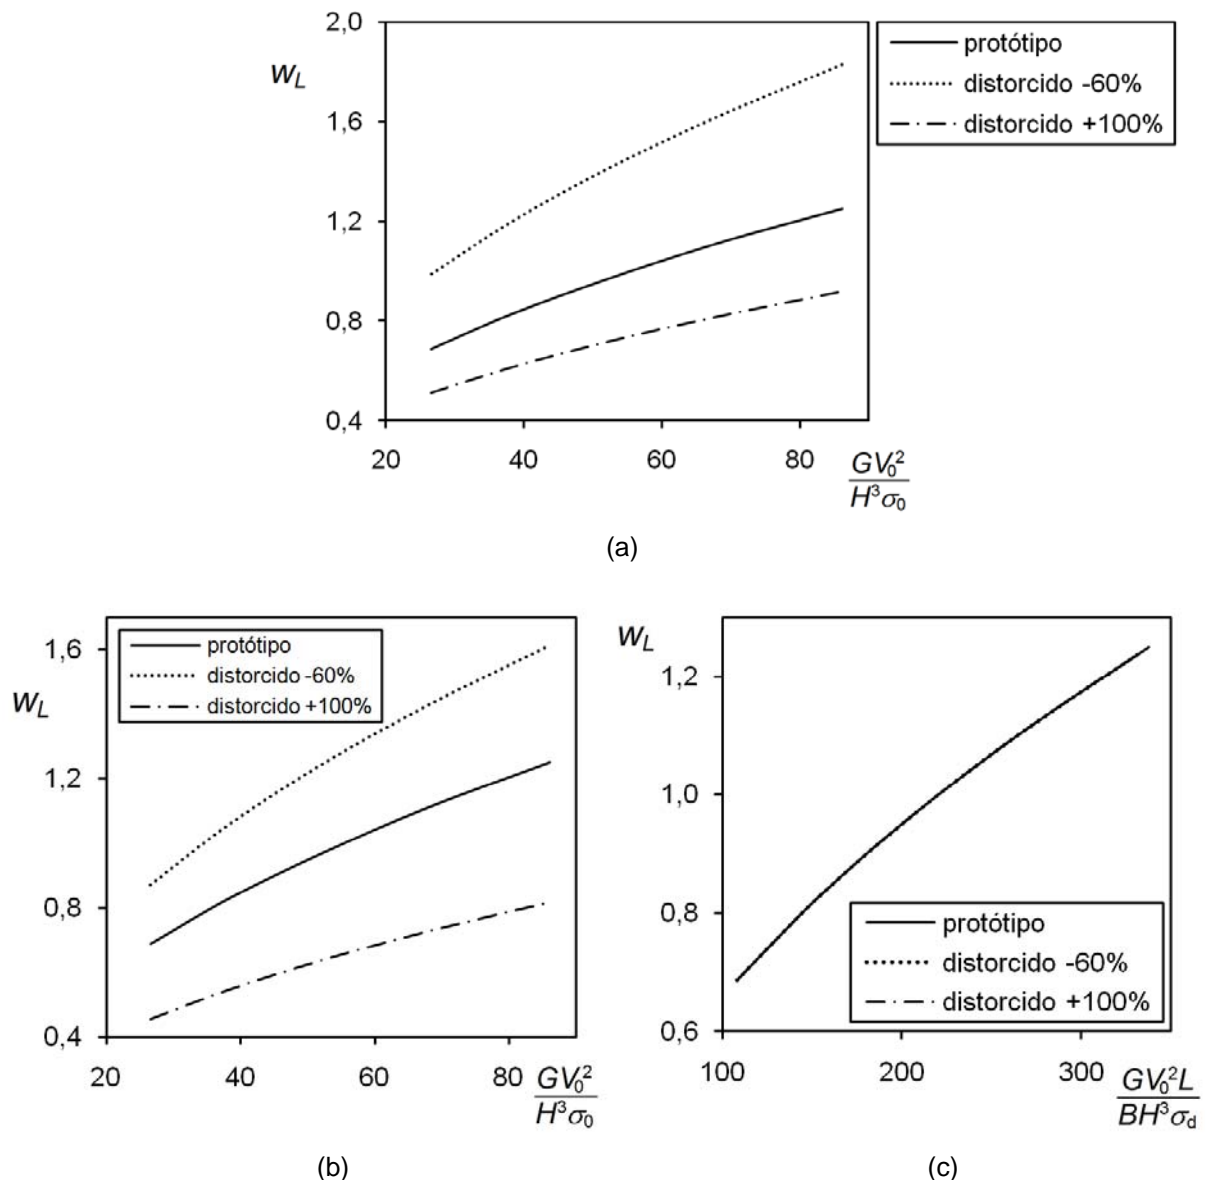 2,0
w_L
1,6
1,2
0,8
0,4
20 40 60 80
GV₀²
H³σ₀
protótipo
distorcido -60%
distorcido +100%
(a)
1,6
w_L
1,2
0,8
0,4
20 40 60 80
GV₀²
H³σ₀
protótipo
distorcido -60%
distorcido +100%
(b)
w_L
1,2
1,0
0,8
0,6
100 200 300
GV₀²L
BH³σ_d
protótipo
distorcido -60%
distorcido +100%
(c)